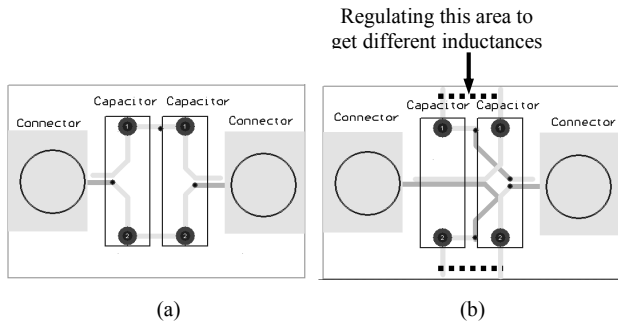 Regulating this area to
get different inductances
Capacitor Capacitor
Connector Connector
1 1
2 2
Capacitor Capacitor
Connector Connector
1 1
2 2
(a) (b)